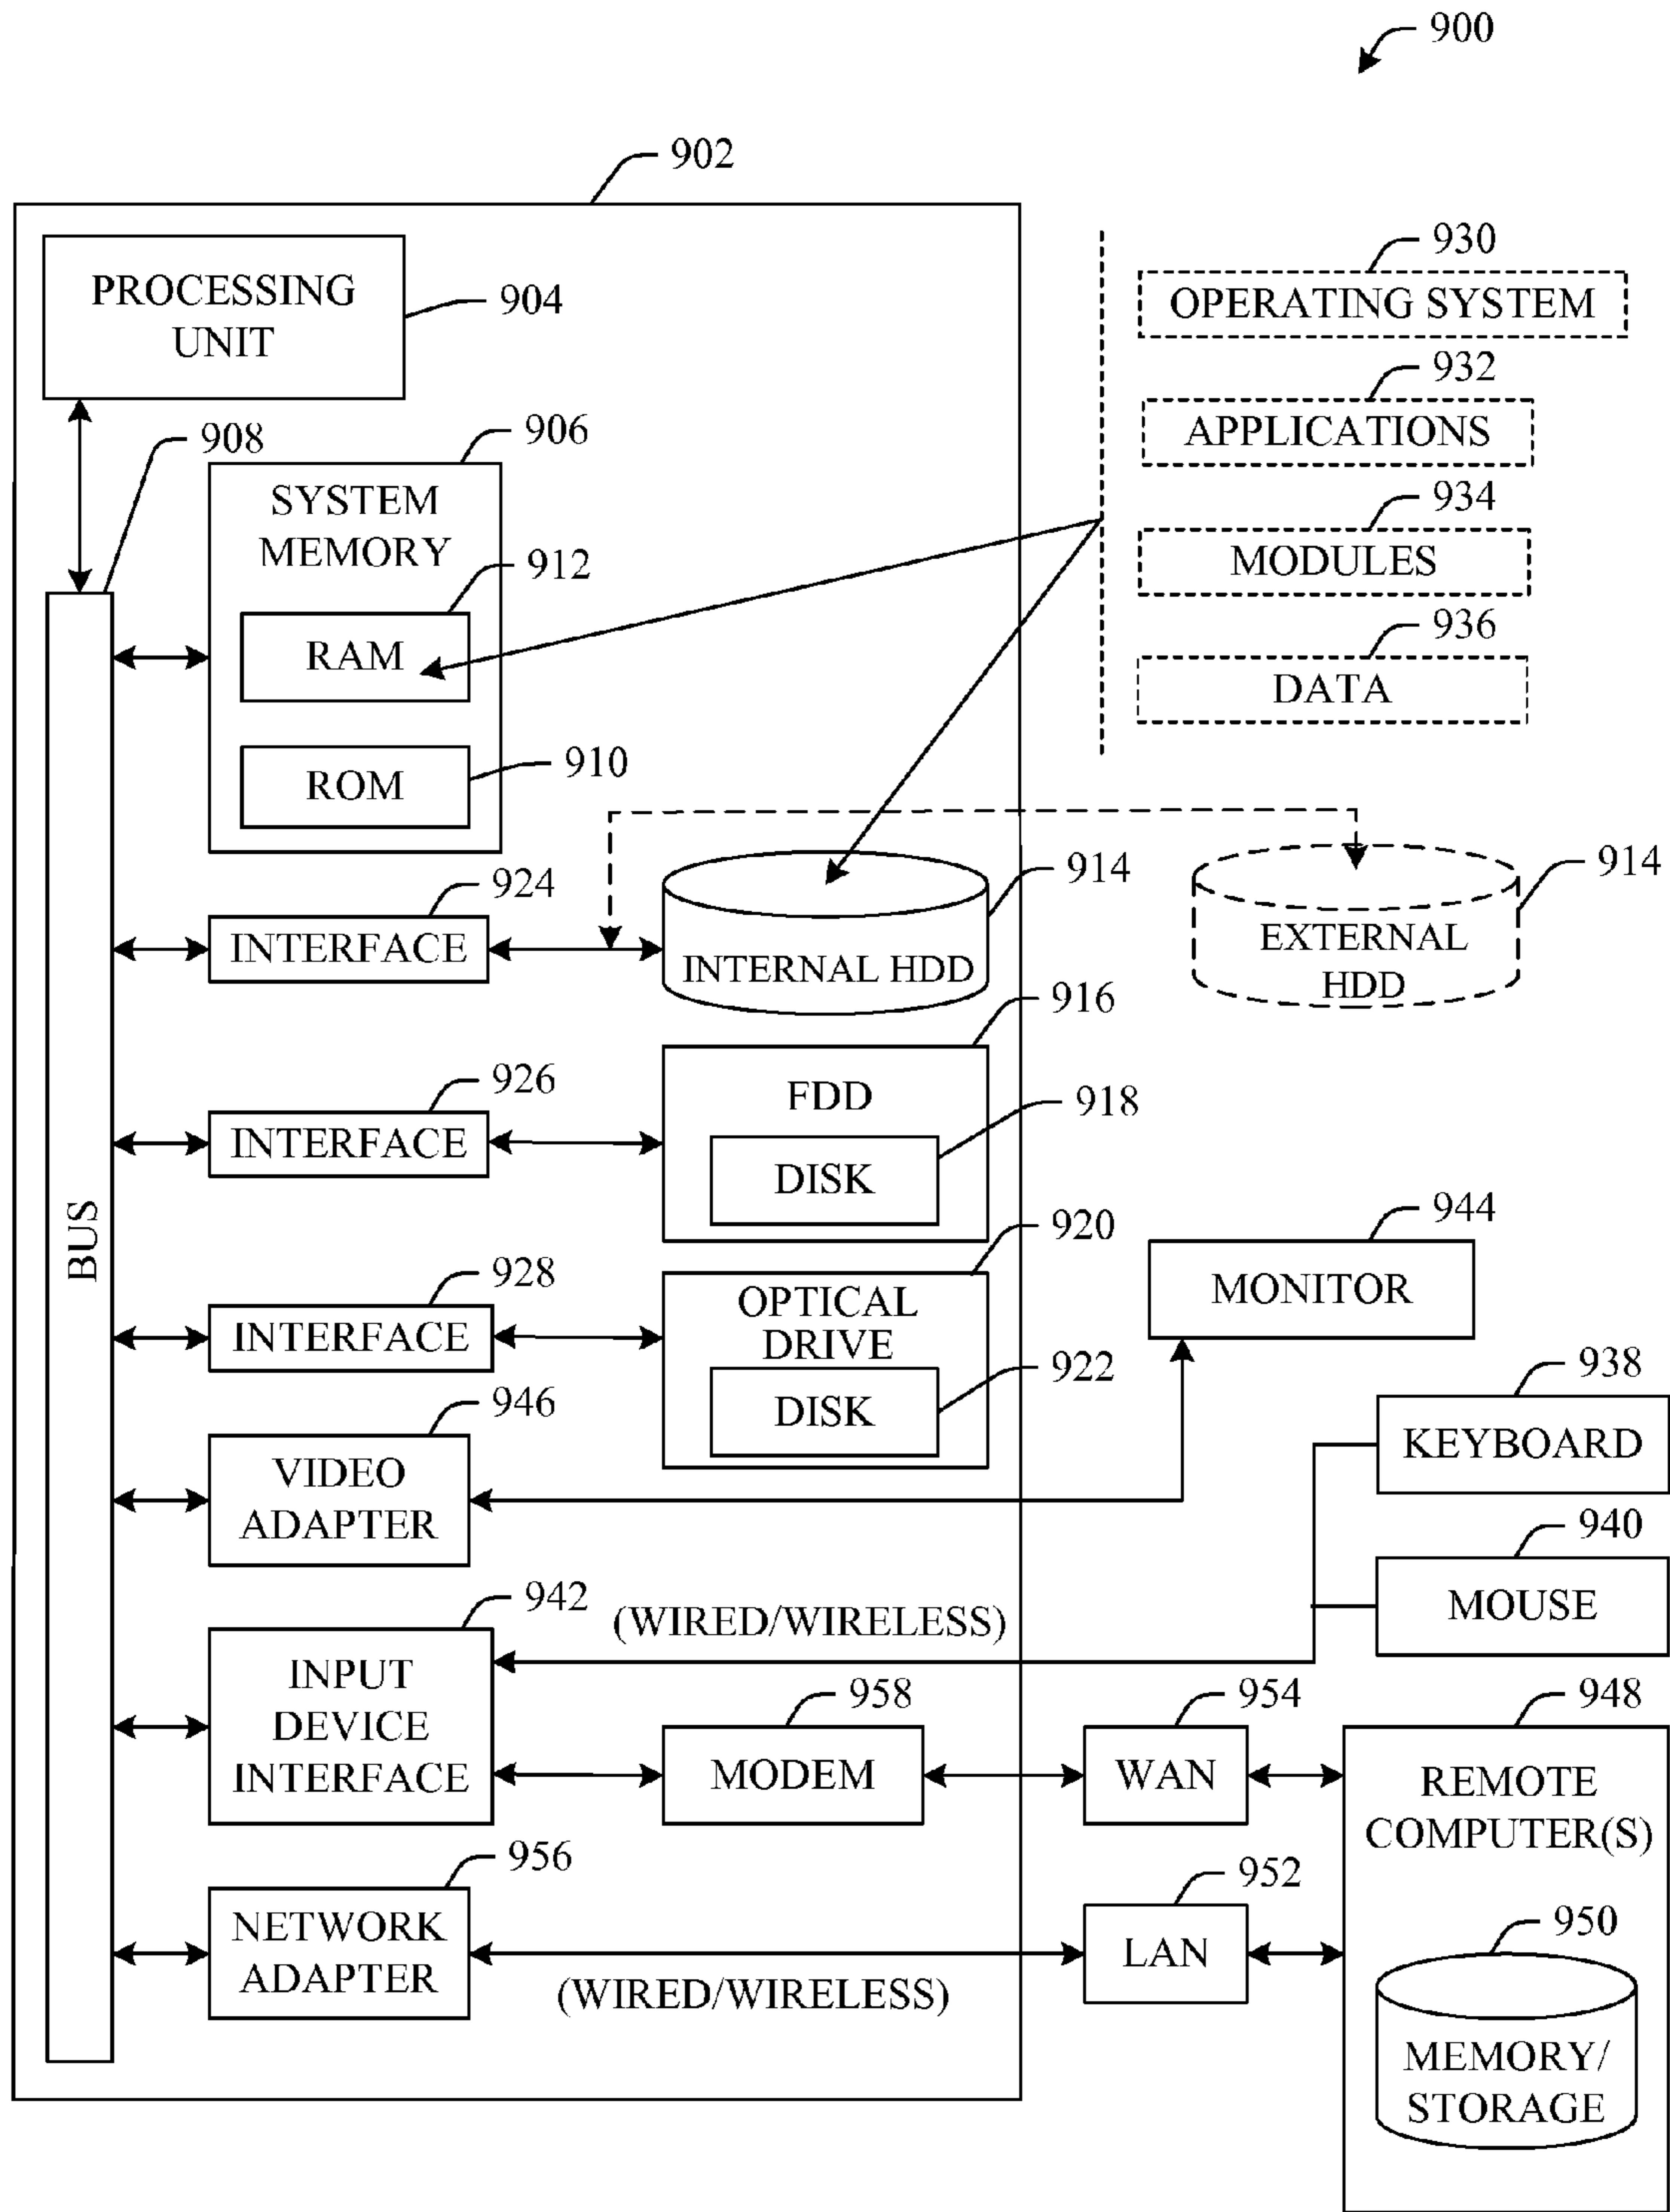 900
902
PROCESSING
UNIT
904
930
OPERATING SYSTEM
932
APPLICATIONS
934
MODULES
936
DATA
908
906
SYSTEM
MEMORY
912
RAM
910
ROM
BUS
924
INTERFACE
914
INTERNAL HDD
914
EXTERNAL
HDD
926
INTERFACE
916
FDD
918
DISK
928
INTERFACE
920
OPTICAL
DRIVE
922
DISK
944
MONITOR
946
VIDEO
ADAPTER
938
KEYBOARD
940
MOUSE
942
INPUT
DEVICE
INTERFACE
(WIRED/WIRELESS)
958
MODEM
954
WAN
948
REMOTE
COMPUTER(S)
956
NETWORK
ADAPTER
(WIRED/WIRELESS)
952
LAN
950
MEMORY/
STORAGE